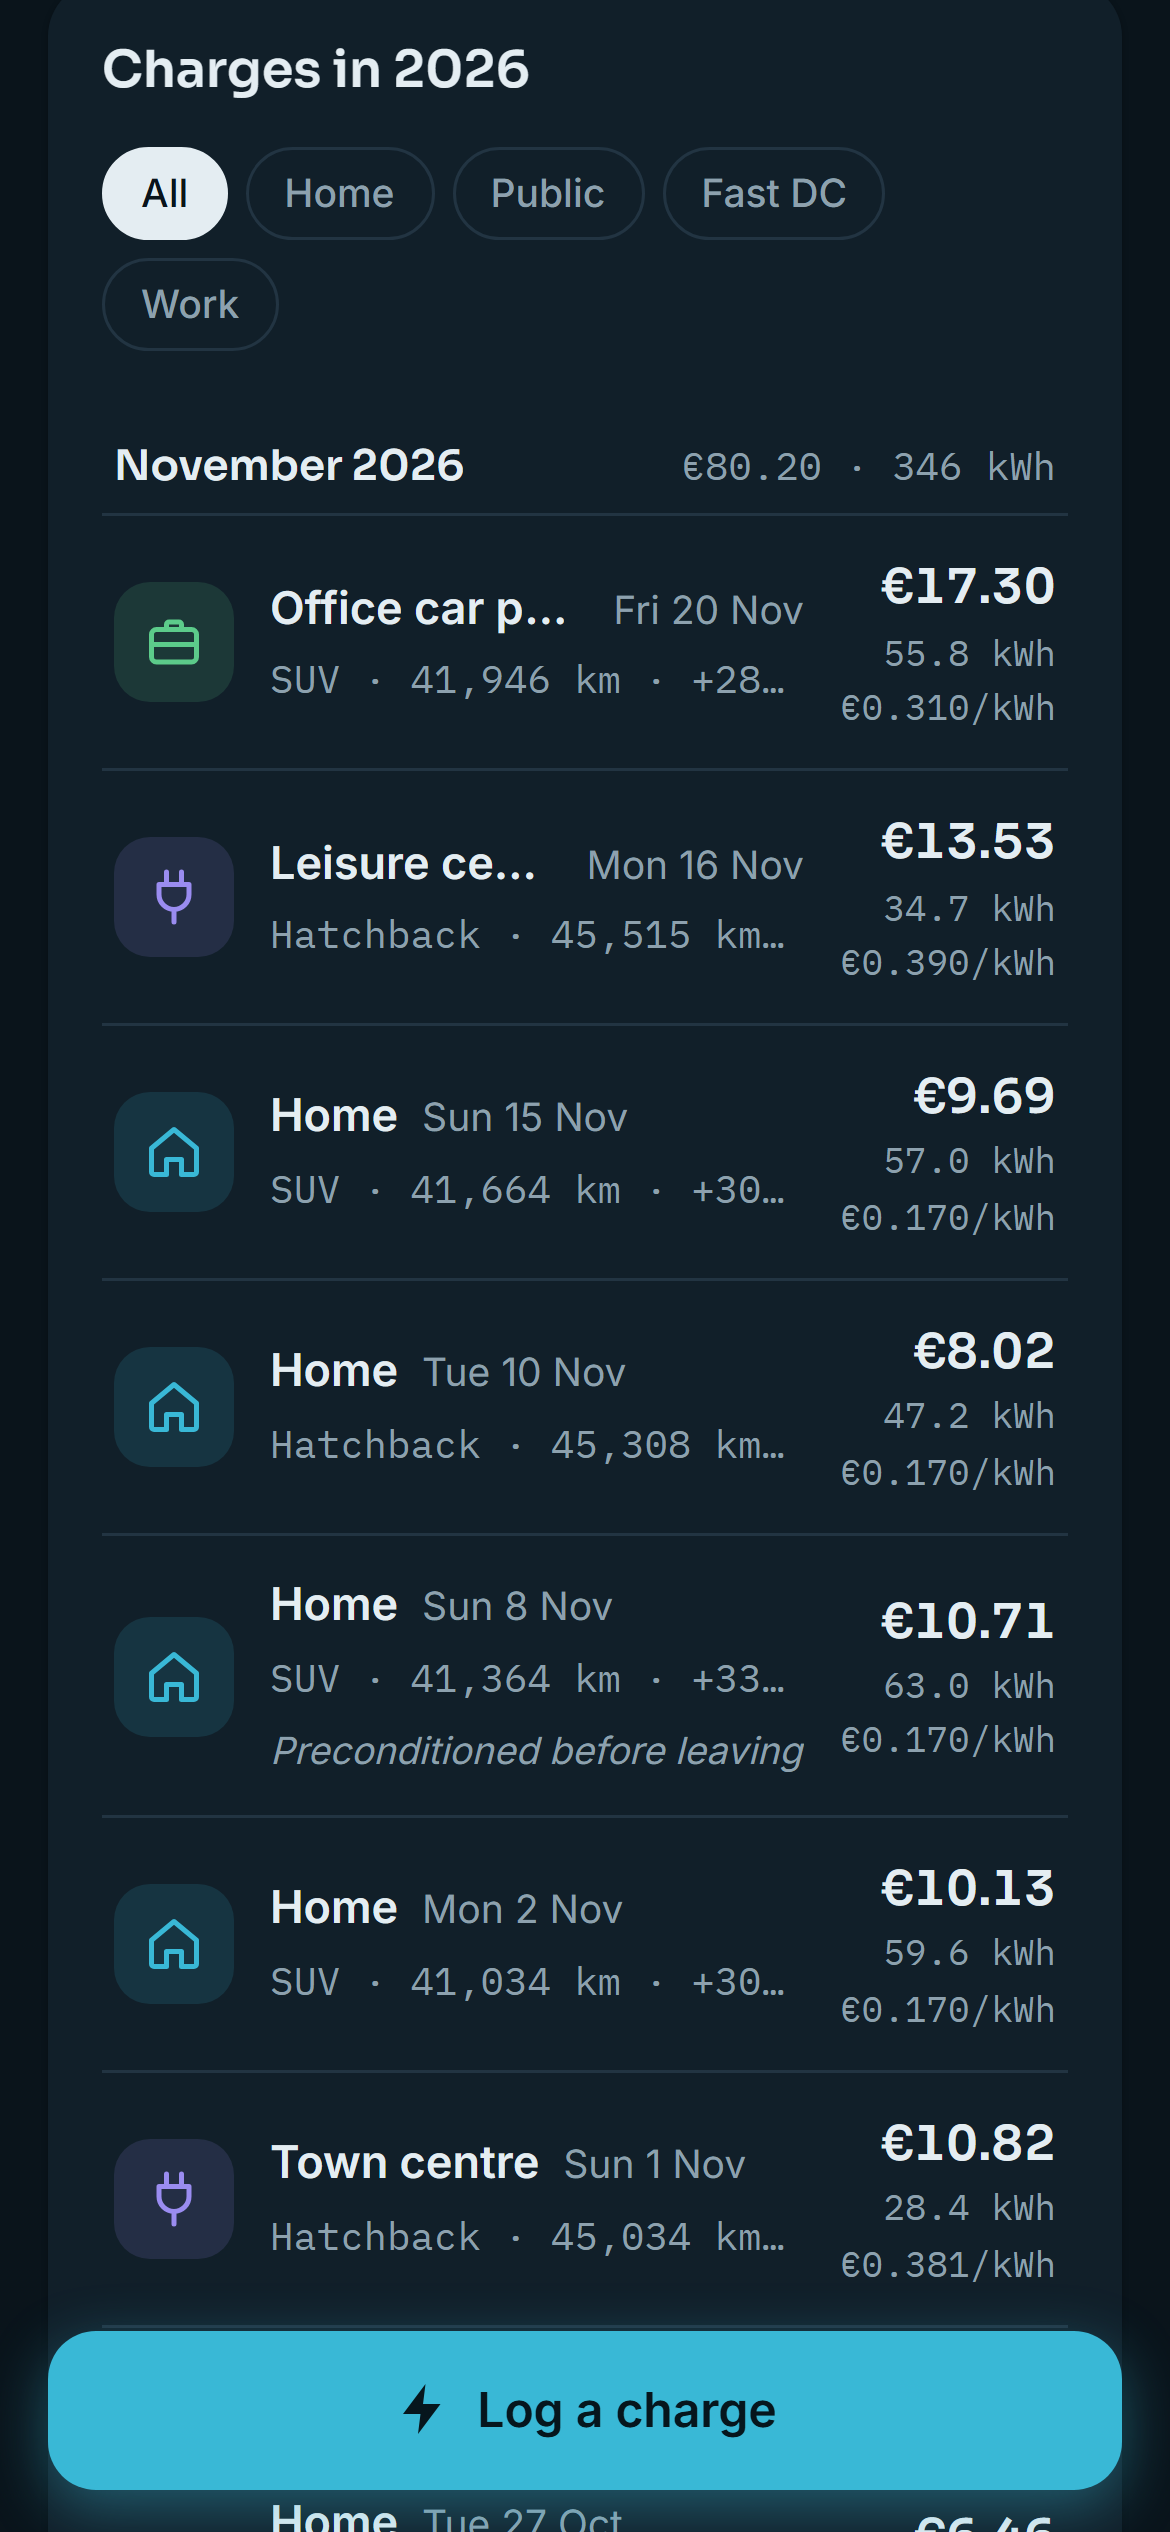 Charges in 2026
All
Home
Public
Fast DC
Work
November 2026
€80.20 · 346 kWh
Office car p…
Fri 20 Nov
€17.30
SUV · 41,946 km · +28…
55.8 kWh
€0.310/kWh
Leisure ce…
Mon 16 Nov
€13.53
Hatchback · 45,515 km…
34.7 kWh
€0.390/kWh
Home
Sun 15 Nov
€9.69
SUV · 41,664 km · +30…
57.0 kWh
€0.170/kWh
Home
Tue 10 Nov
€8.02
Hatchback · 45,308 km…
47.2 kWh
€0.170/kWh
Home
Sun 8 Nov
€10.71
SUV · 41,364 km · +33…
63.0 kWh
Preconditioned before leaving
€0.170/kWh
Home
Mon 2 Nov
€10.13
SUV · 41,034 km · +30…
59.6 kWh
€0.170/kWh
Town centre
Sun 1 Nov
€10.82
Hatchback · 45,034 km…
28.4 kWh
€0.381/kWh
Log a charge
Home
Tue 27 Oct